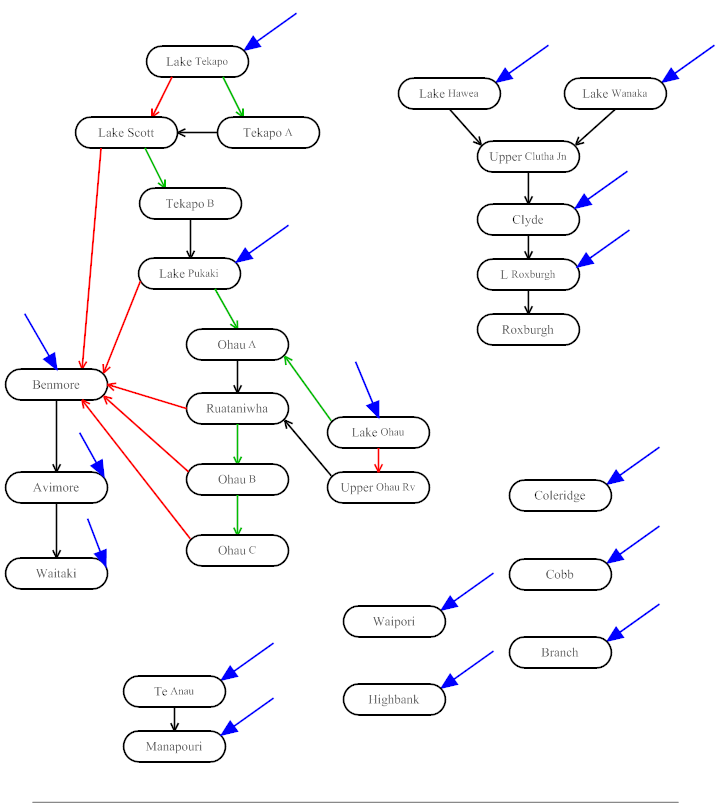 Lake Tekapo
Lake Hawea
Lake Wanaka
Lake Scott
Tekapo A
Upper Clutha Jn
Tekapo B
Clyde
Lake Pukaki
L Roxburgh
Roxburgh
Ohau A
Benmore
Ruataniwha
Lake Ohau
Avimore
Ohau B
Upper Ohau Rv
Coleridge
Ohau C
Waitaki
Cobb
Waipori
Branch
Te Anau
Highbank
Manapouri